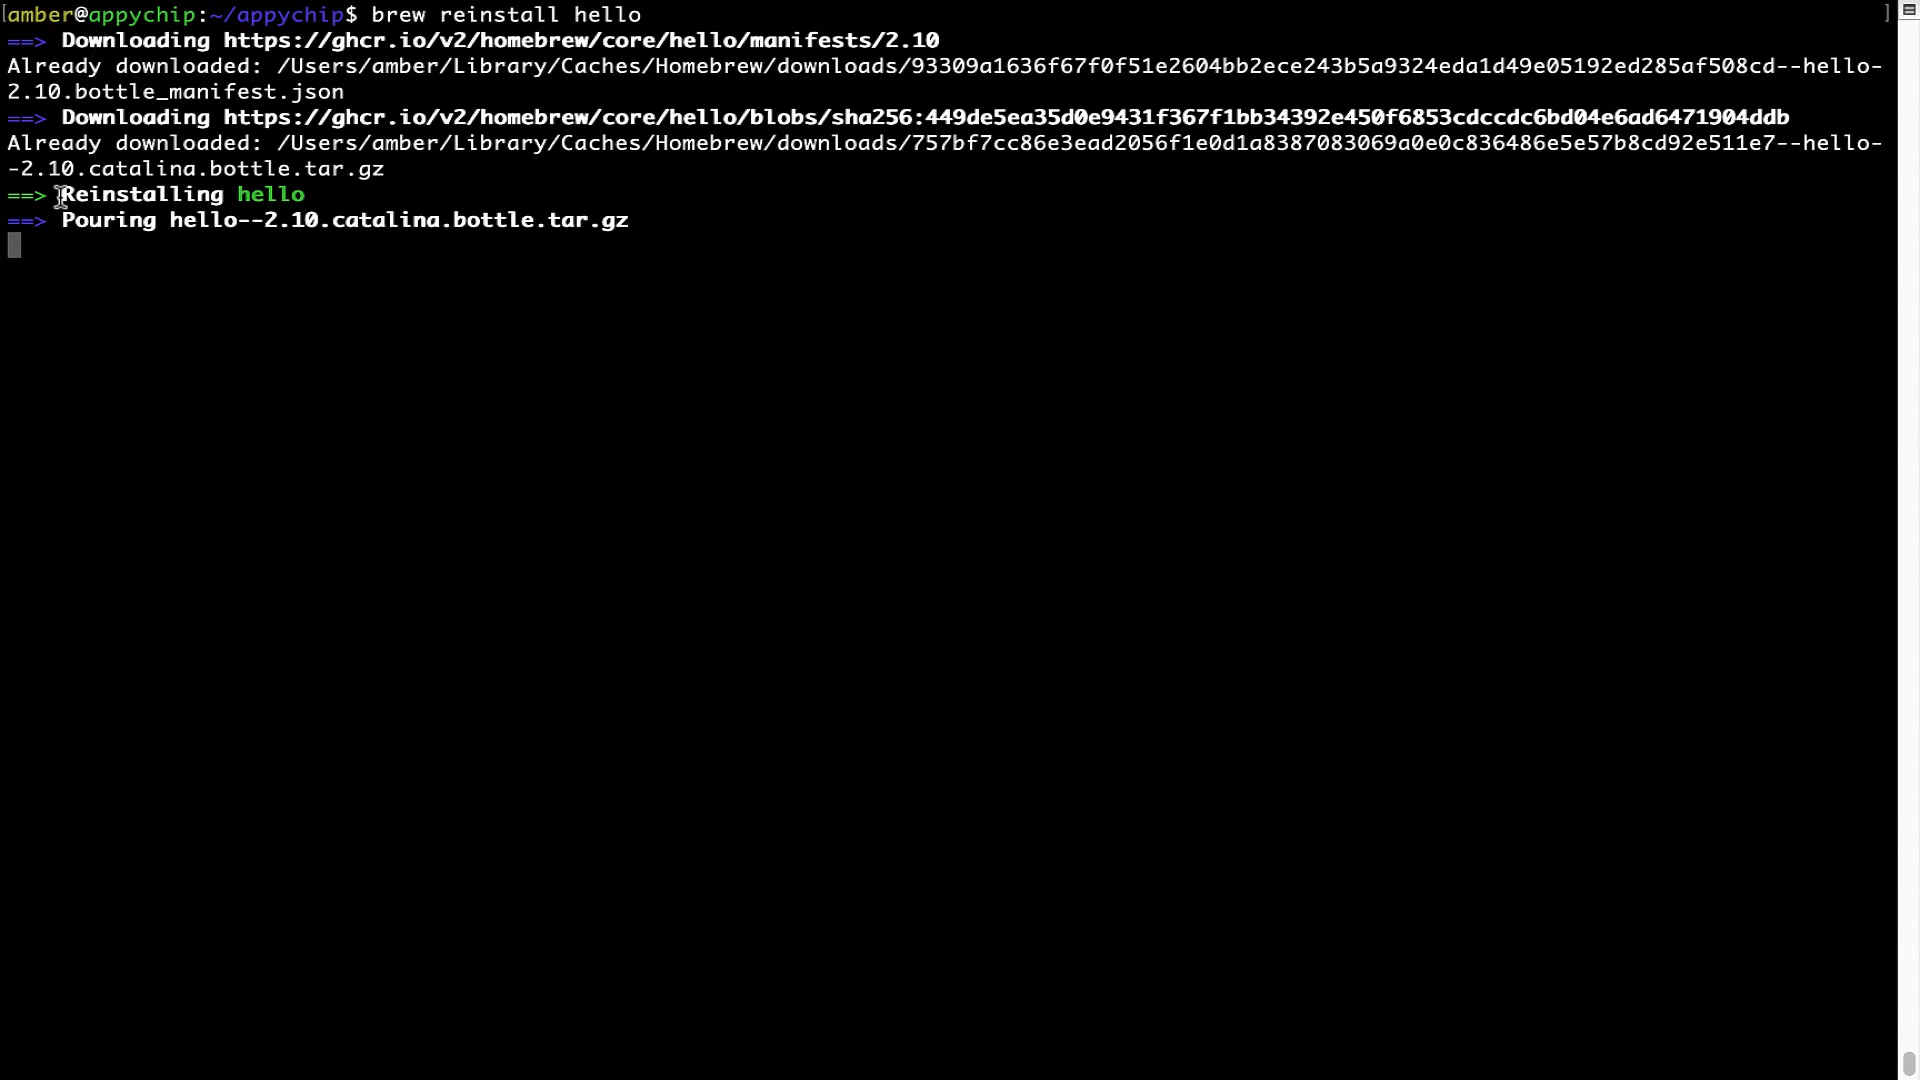 [amber@appychip:~/appychip$ brew reinstall hello ]
==> Downloading https://ghcr.io/v2/homebrew/core/hello/manifests/2.10
Already downloaded: /Users/amber/Library/Caches/Homebrew/downloads/93309a1636f67f0f51e2604bb2ece243b5a9324eda1d49e05192ed285af508cd--hello-
2.10.bottle_manifest.json
==> Downloading https://ghcr.io/v2/homebrew/core/hello/blobs/sha256:449de5ea35d0e9431f367f1bb34392e450f6853cdccdc6bd04e6ad6471904ddb
Already downloaded: /Users/amber/Library/Caches/Homebrew/downloads/757bf7cc86e3ead2056f1e0d1a8387083069a0e0c836486e5e57b8cd92e511e7--hello-
-2.10.catalina.bottle.tar.gz
==> Reinstalling hello
==> Pouring hello--2.10.catalina.bottle.tar.gz